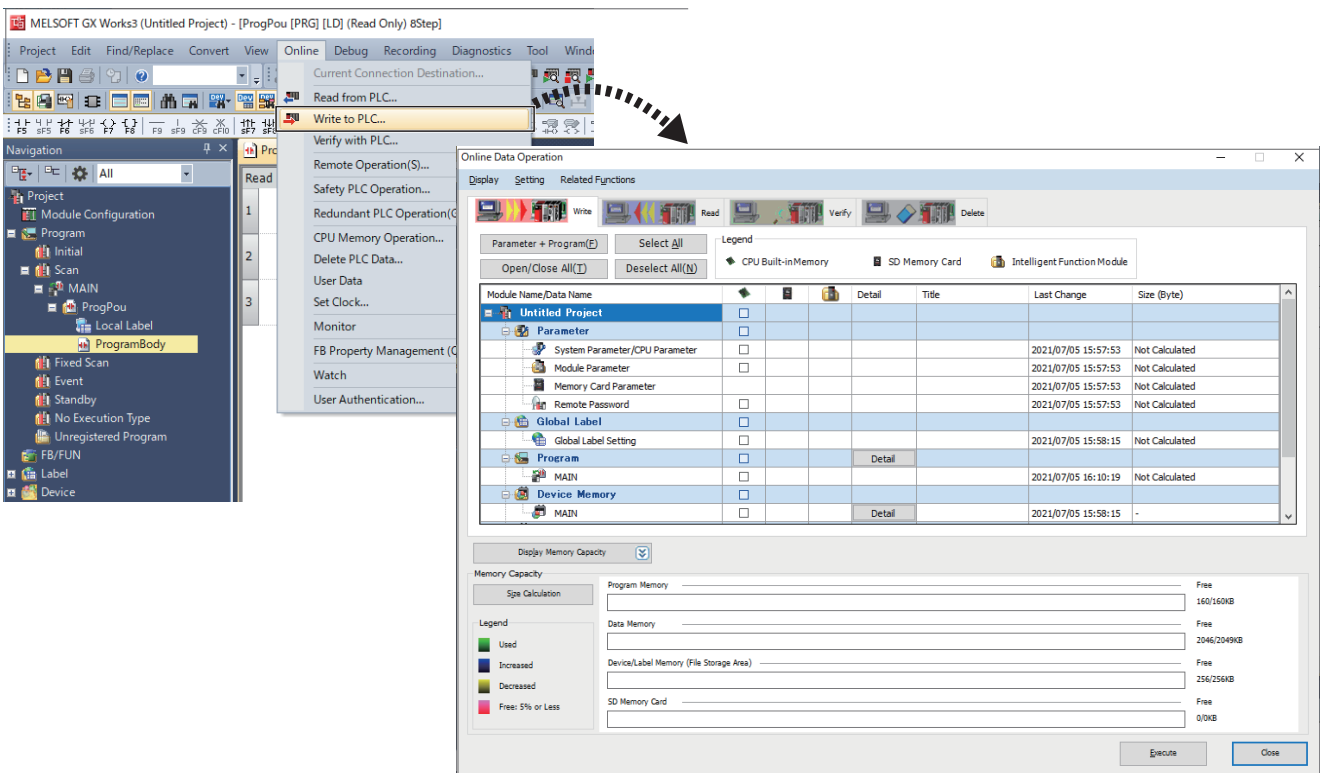 MELSOFT GX Works3 (Untitled Project) - [ProgPou [PRG] [LD] (Read Only) 8Step]
Project Edit Find/Replace Convert View Online Debug Recording Diagnostics Tool Wind
F5 sF5 F6 sF6 F7 F8 F9 sF9 cF9 cF10 sF7
Navigation
All
Project
Module Configuration
Program
Initial
Scan
MAIN
ProgPou
Local Label
ProgramBody
Fixed Scan
Event
Standby
No Execution Type
Unregistered Program
FB/FUN
Label
Device
Read
1
2
3
Current Connection Destination...
Read from PLC...
Write to PLC...
Verify with PLC...
Remote Operation(S)...
Safety PLC Operation...
Redundant PLC Operation(G
CPU Memory Operation...
Delete PLC Data...
User Data
Set Clock...
Monitor
FB Property Management (
Watch
User Authentication...
Online Data Operation
Display Setting Related Functions
Write Read Verify Delete
Parameter + Program(F) Select All
Open/Close All(T) Deselect All(N)
Legend
CPU Built-in Memory SD Memory Card Intelligent Function Module
Module Name/Data Name Detail Title Last Change Size (Byte)
Untitled Project
Parameter
System Parameter/CPU Parameter 2021/07/05 15:57:53 Not Calculated
Module Parameter 2021/07/05 15:57:53 Not Calculated
Memory Card Parameter 2021/07/05 15:57:53 Not Calculated
Remote Password 2021/07/05 15:57:53 Not Calculated
Global Label
Global Label Setting 2021/07/05 15:58:15 Not Calculated
Program Detail
MAIN 2021/07/05 16:10:19 Not Calculated
Device Memory
MAIN Detail 2021/07/05 15:58:15 -
Display Memory Capacity
Memory Capacity
Size Calculation
Legend
Used
Increased
Decreased
Free: 5% or Less
Program Memory Free
160/160KB
Data Memory Free
2046/2049KB
Device/Label Memory (File Storage Area) Free
256/256KB
SD Memory Card Free
0/0KB
Execute Close